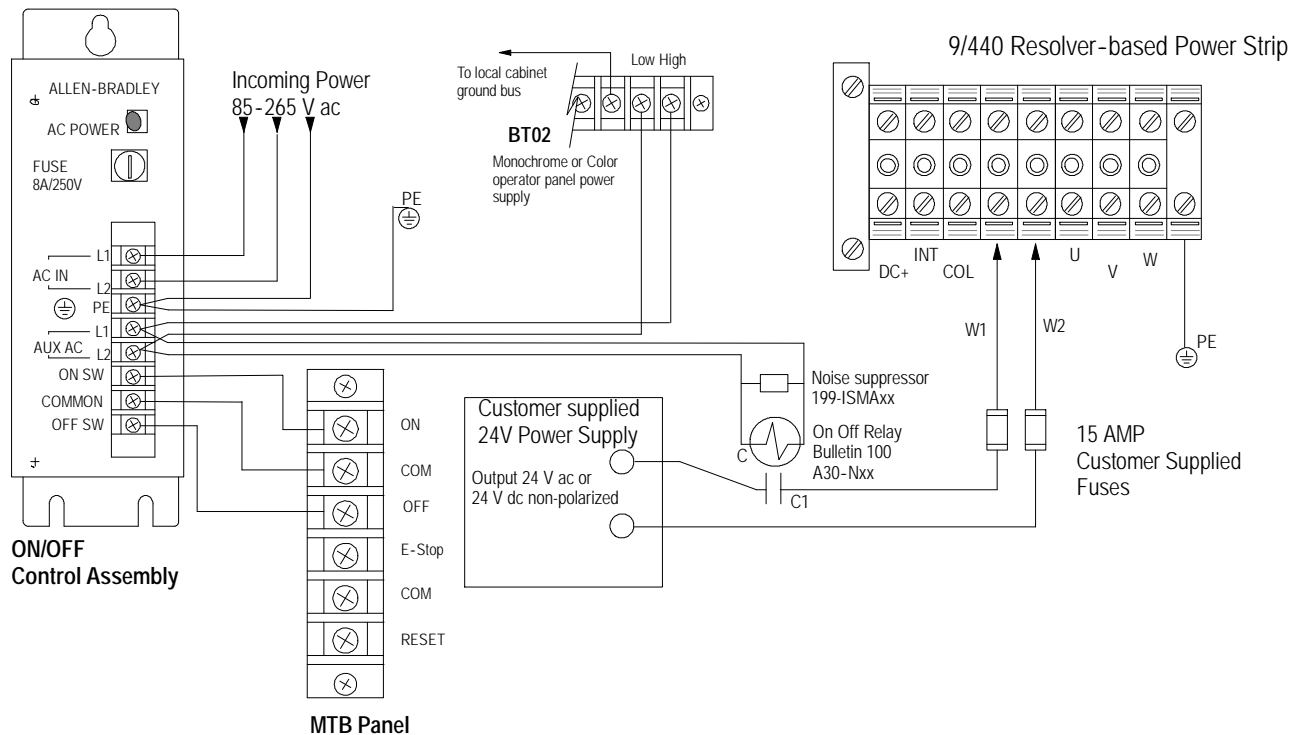 9/440 Resolver-based Power Strip
ALLEN-BRADLEY
AC POWER
FUSE
8A/250V
Incoming Power
85-265 V ac
To local cabinet
ground bus
Low High
BT02
Monochrome or Color
operator panel power
supply
PE
L1
AC IN
L2
PE
L1
AUX AC
L2
ON SW
COMMON
OFF SW
ON/OFF
Control Assembly
ON
COM
OFF
E-Stop
COM
RESET
MTB Panel
Customer supplied
24V Power Supply
Output 24 V ac or
24 V dc non-polarized
Noise suppressor
199-ISMAxx
C
On Off Relay
Bulletin 100
A30-Nxx
C1
DC+
INT
COL
U
V
W
W1
W2
PE
15 AMP
Customer Supplied
Fuses